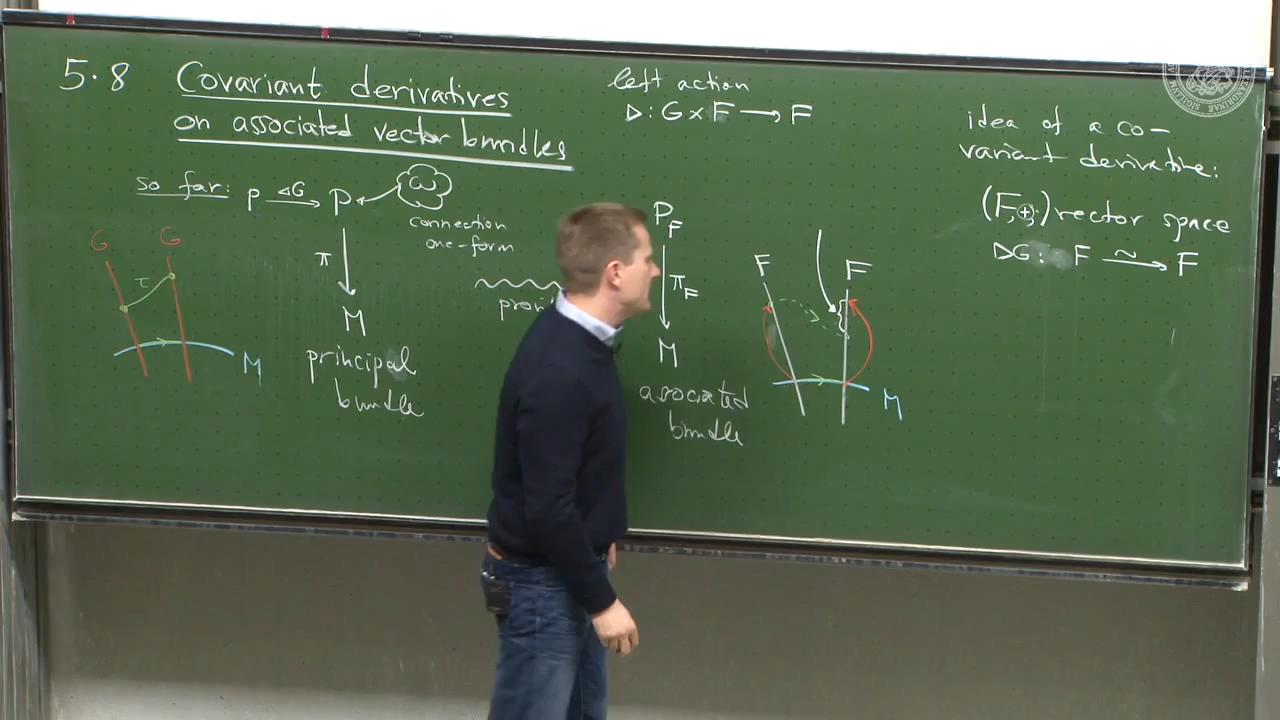 5.8 Covariant derivatives
on associated vector bundles
so far: P ◁G → P ← ω
connection
one-form
π
M
principal
bundle
G G
τ
M
left action
▷: G × F → F
P_F
π_F
M
associated
bundle
F F
M
idea of a co-
variant derivative:
(F,+,·) vector space
▷G: F ~→ F